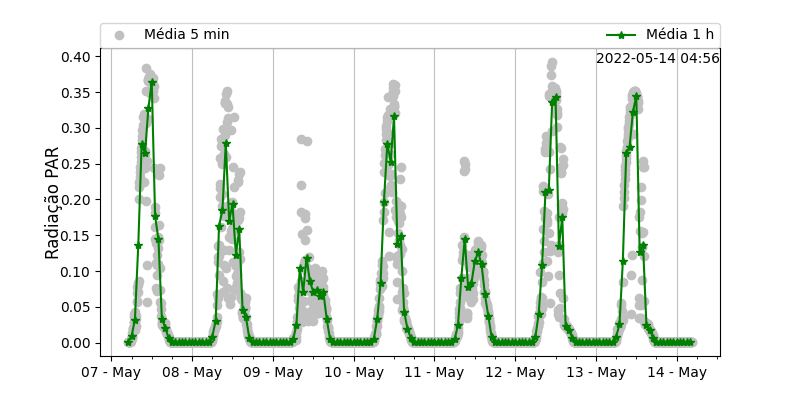 Média 5 min
Média 1 h
2022-05-14 04:56
Radiação PAR
0.40
0.35
0.30
0.25
0.20
0.15
0.10
0.05
0.00
07 - May
08 - May
09 - May
10 - May
11 - May
12 - May
13 - May
14 - May